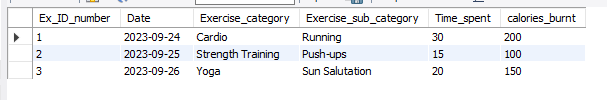 Ex_ID_number Date Exercise_category Exercise_sub_category Time_spent calories_burnt
1 2023-09-24 Cardio Running 30 200
2 2023-09-25 Strength Training Push-ups 15 100
3 2023-09-26 Yoga Sun Salutation 20 150